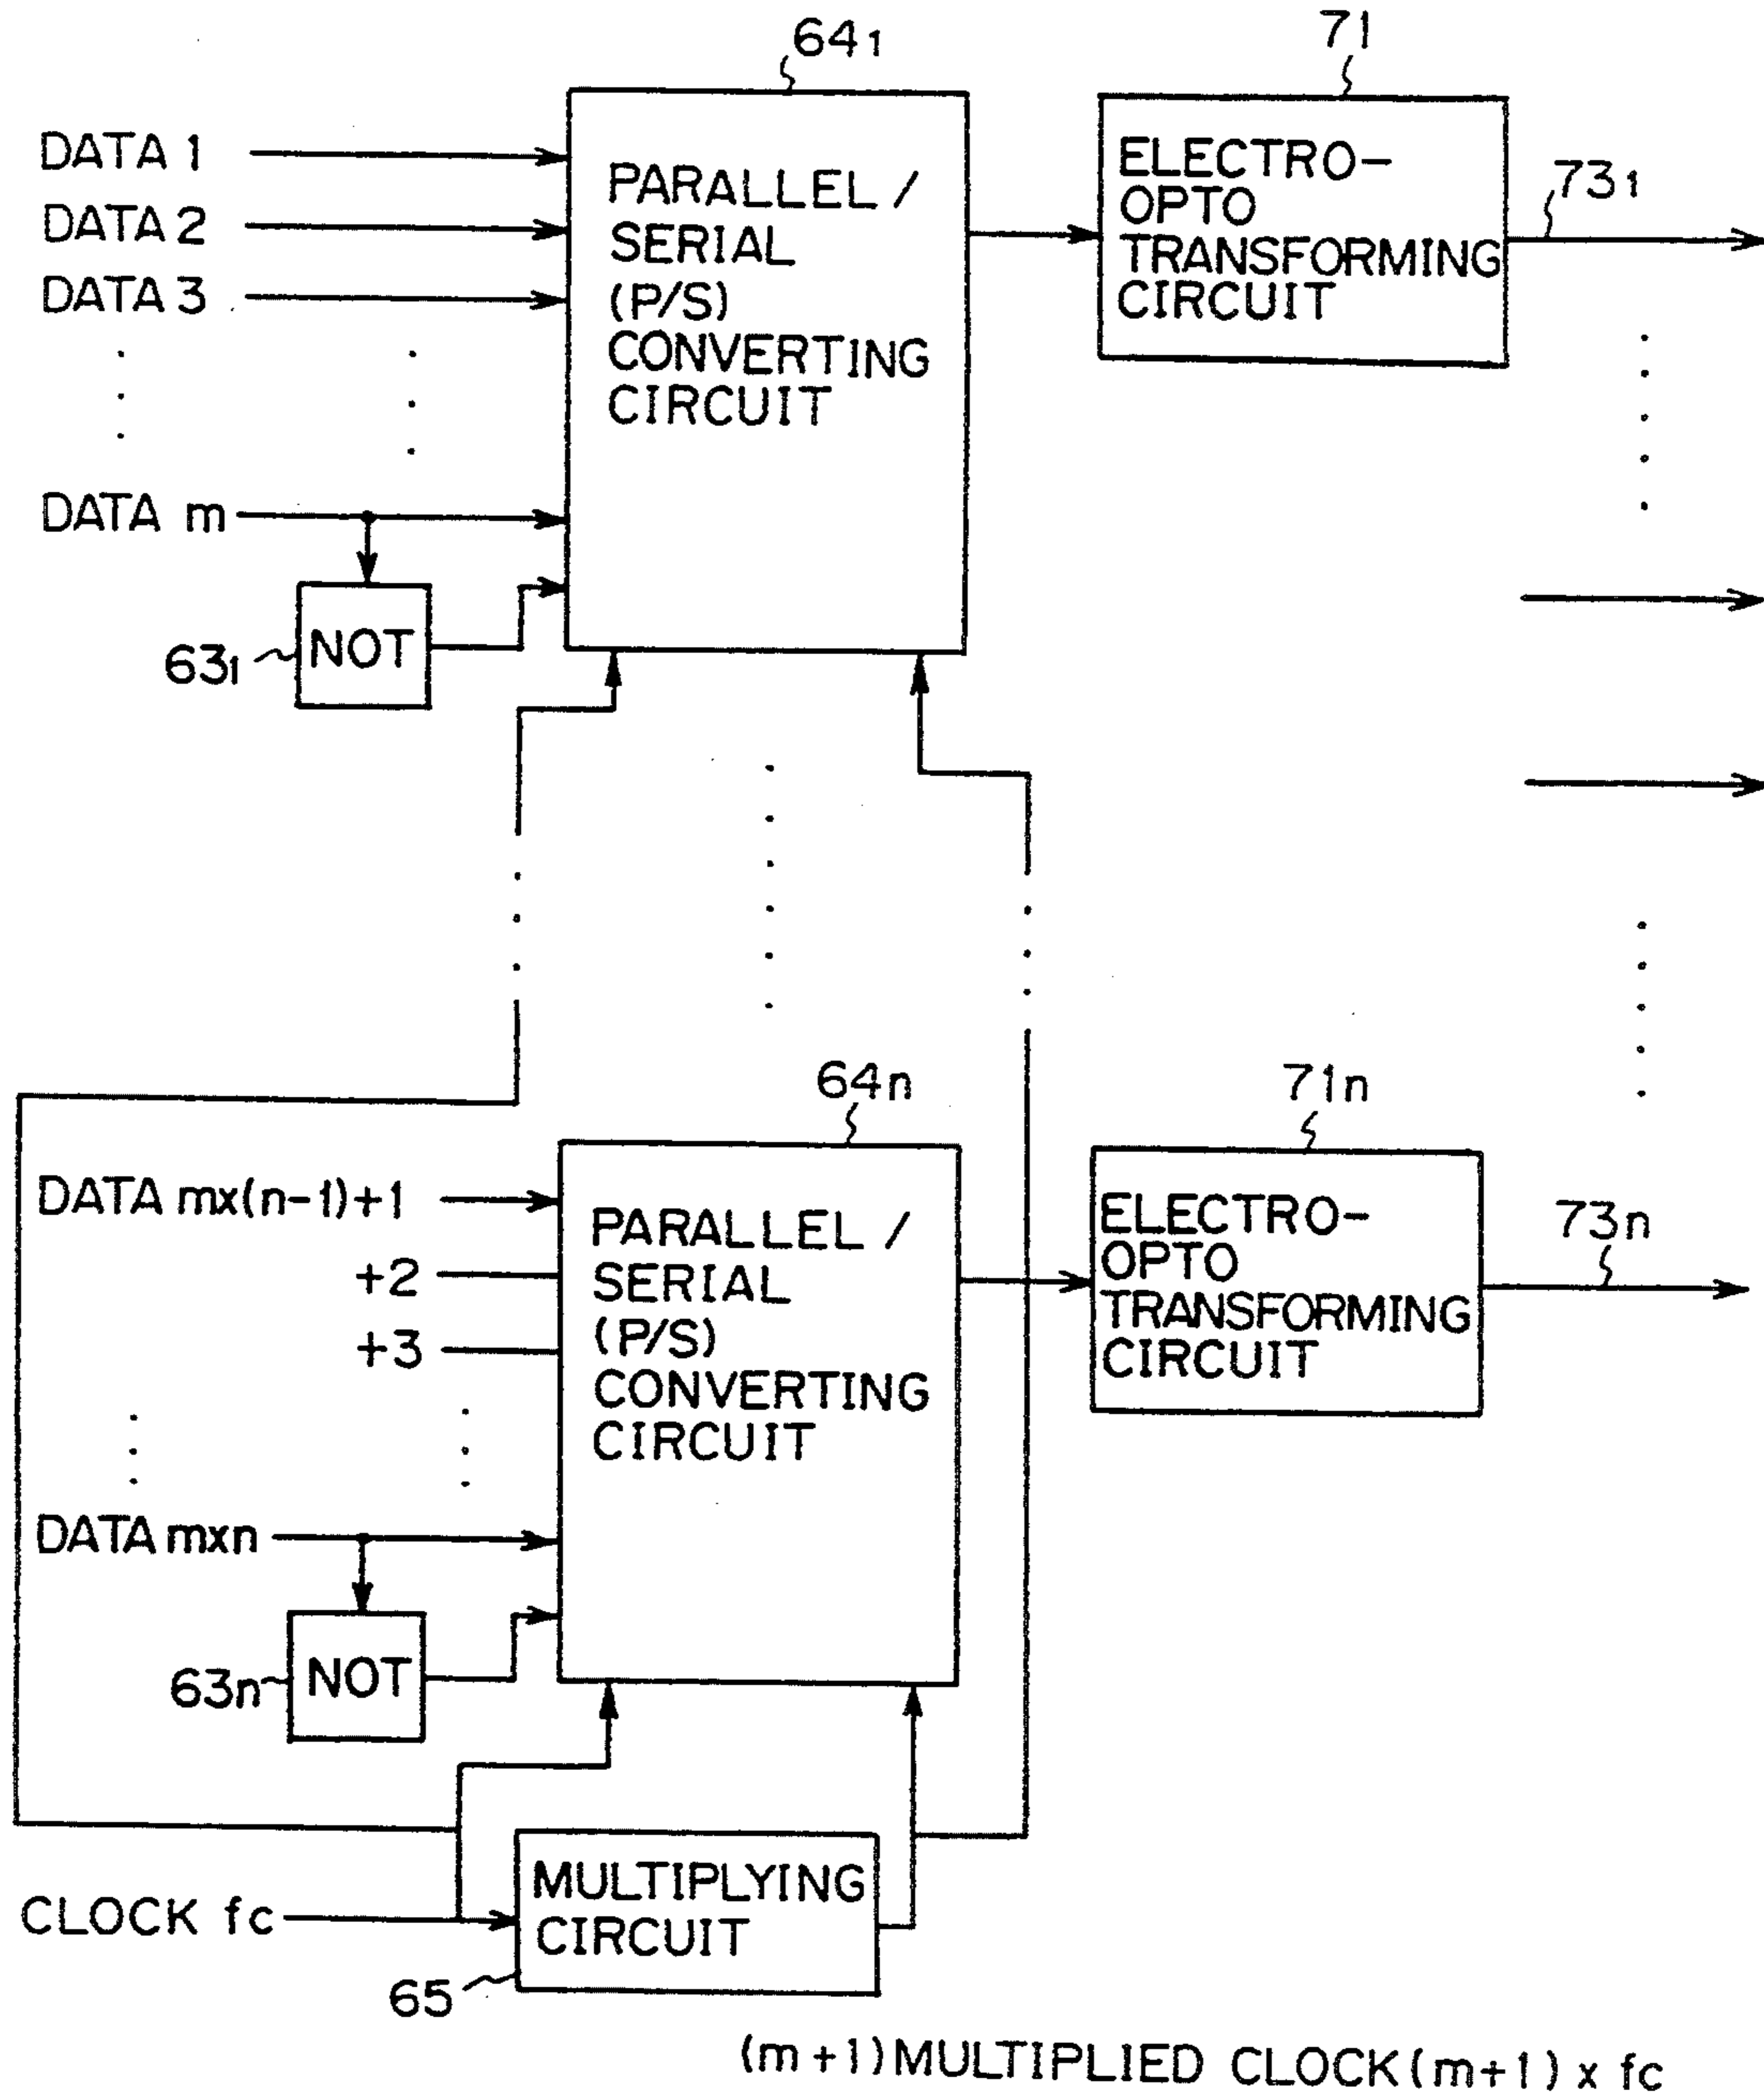 64₁
71
DATA 1
DATA 2
DATA 3
DATA m
PARALLEL /
SERIAL
(P/S)
CONVERTING
CIRCUIT
ELECTRO-
OPTO
TRANSFORMING
CIRCUIT
73₁
63₁
NOT
64n
71n
DATA mx(n-1)+1
+2
+3
DATA mxn
PARALLEL /
SERIAL
(P/S)
CONVERTING
CIRCUIT
ELECTRO-
OPTO
TRANSFORMING
CIRCUIT
73n
63n
NOT
CLOCK fc
MULTIPLYING
CIRCUIT
65
(m+1) MULTIPLIED CLOCK (m+1) x fc